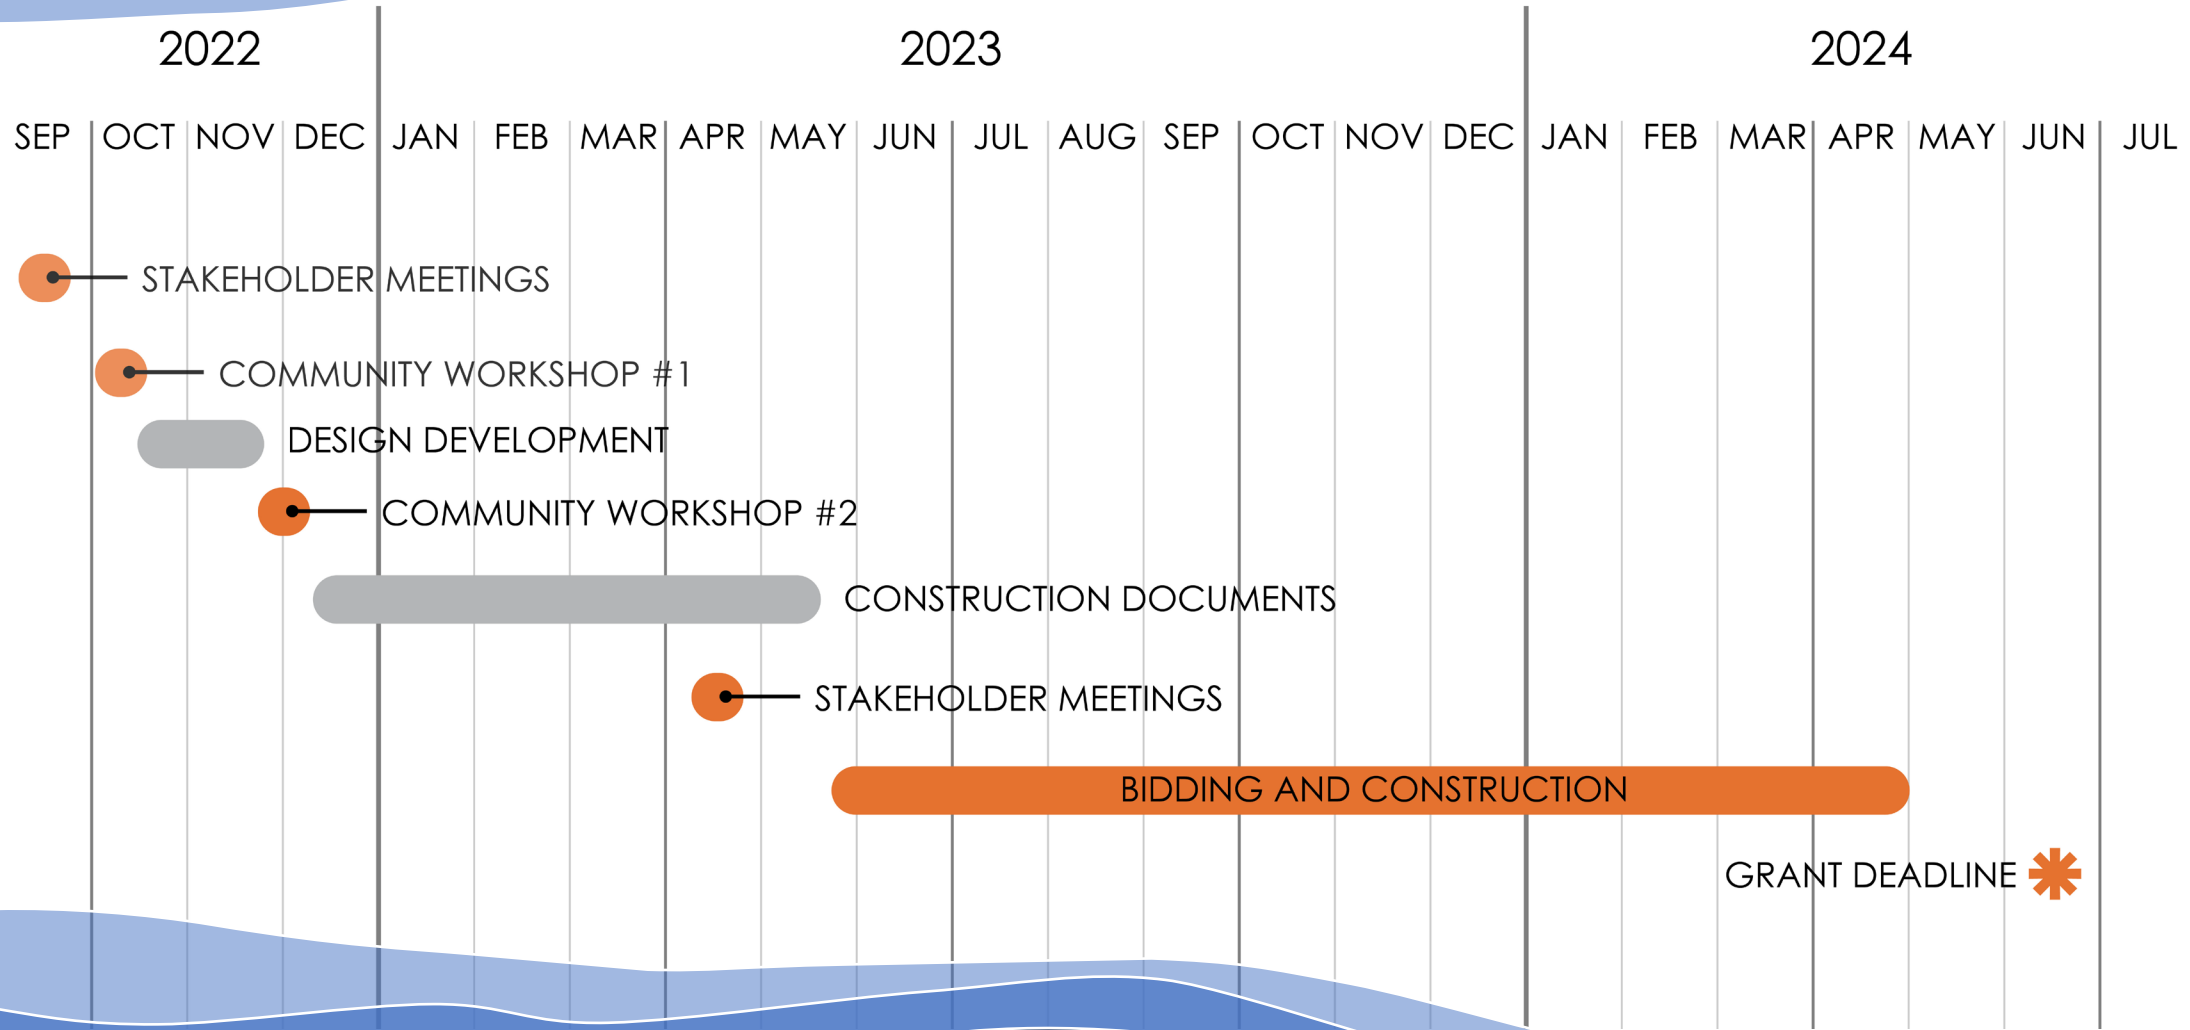 2022 2023 2024
SEP OCT NOV DEC JAN FEB MAR APR MAY JUN JUL AUG SEP OCT NOV DEC JAN FEB MAR APR MAY JUN JUL
STAKEHOLDER MEETINGS
COMMUNITY WORKSHOP #1
DESIGN DEVELOPMENT
COMMUNITY WORKSHOP #2
CONSTRUCTION DOCUMENTS
STAKEHOLDER MEETINGS
BIDDING AND CONSTRUCTION
GRANT DEADLINE